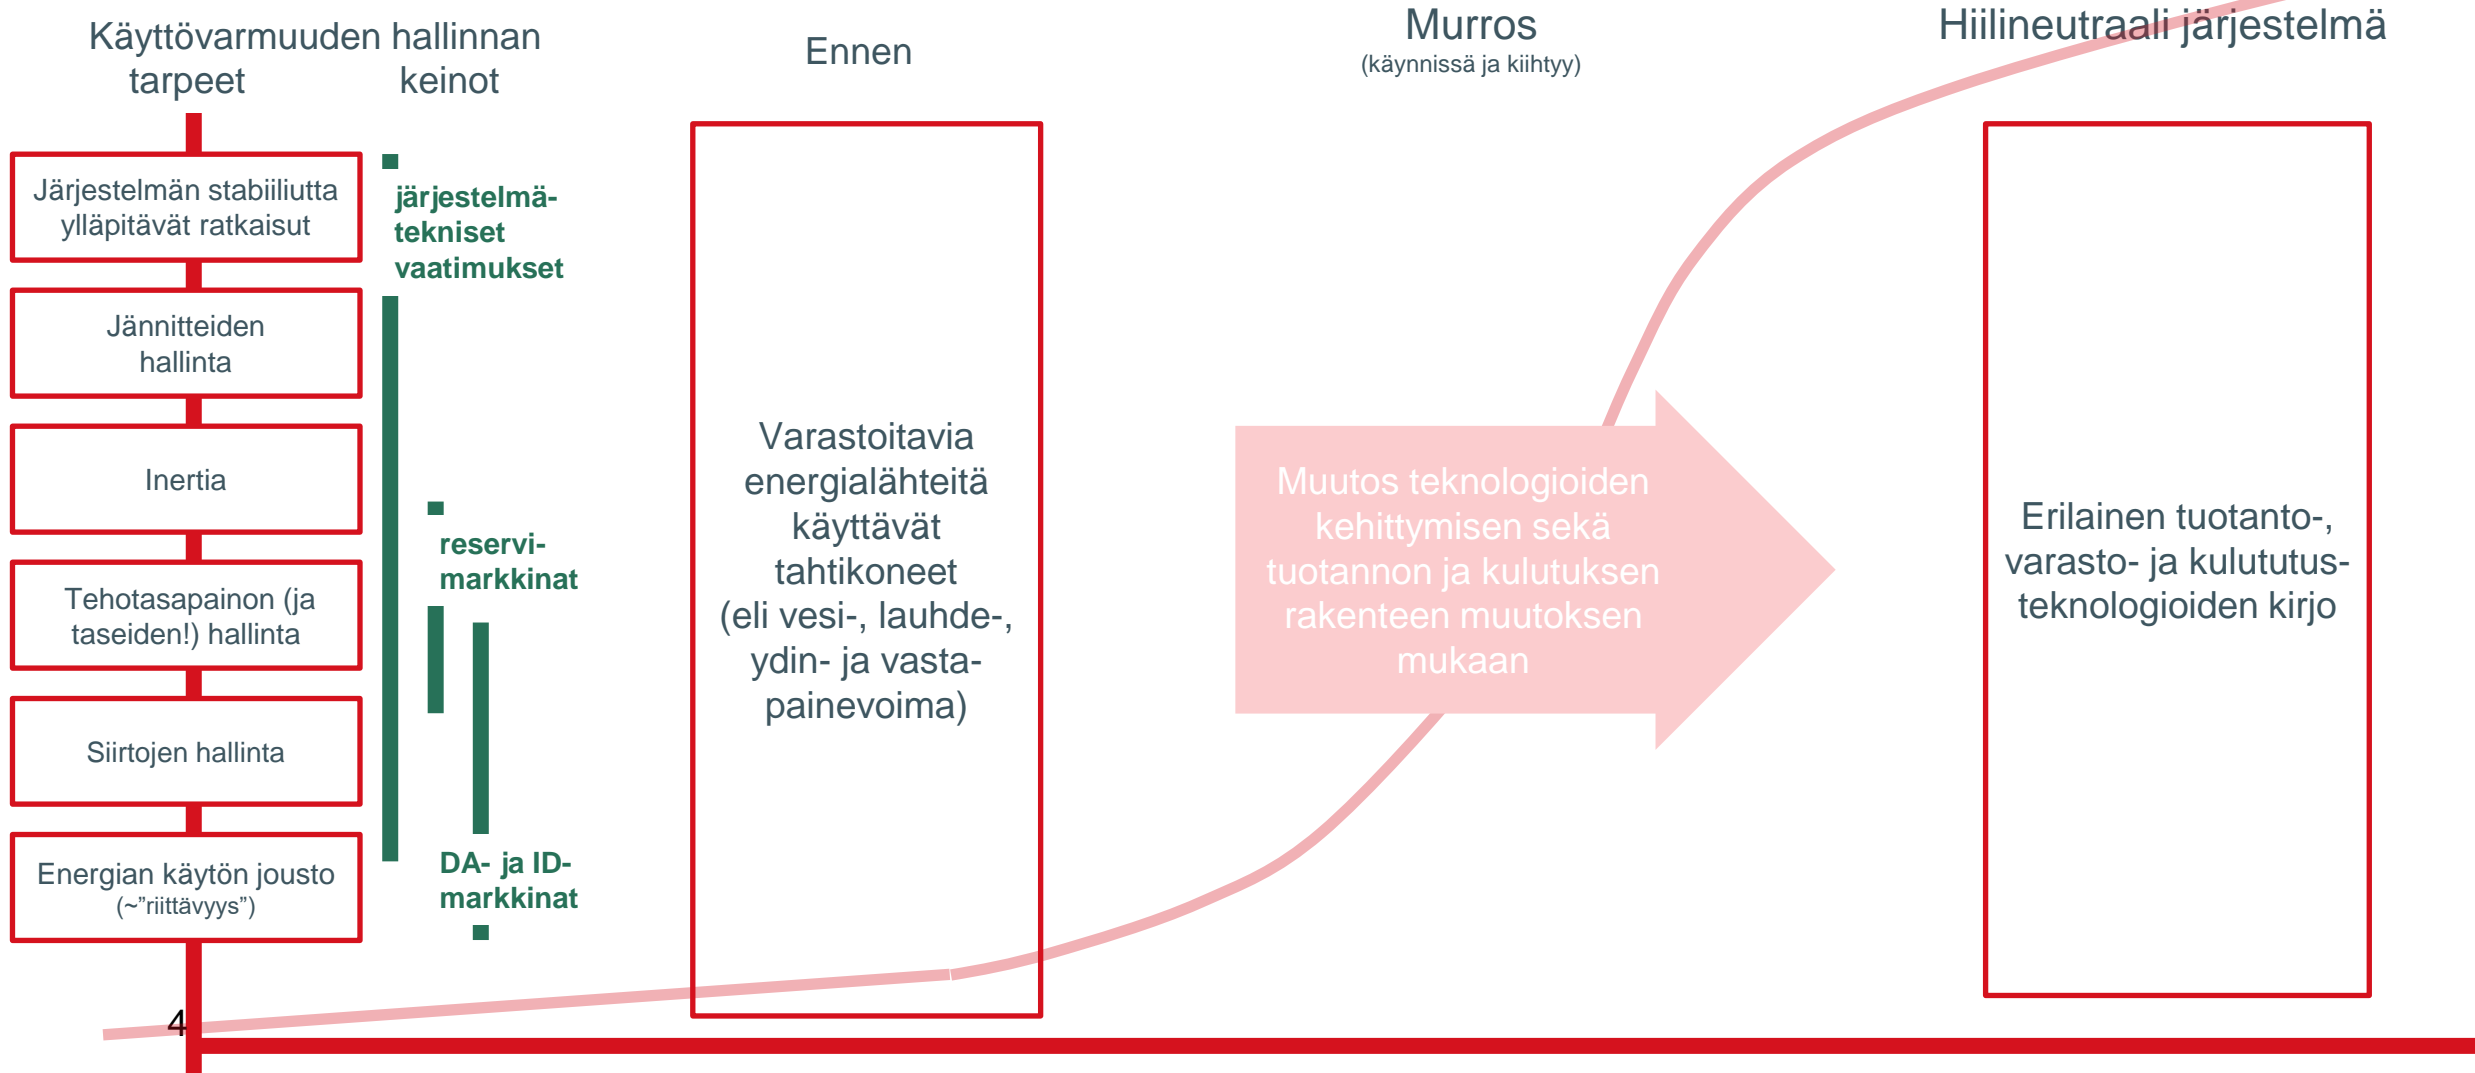 Käyttövarmuuden hallinnan
tarpeet keinot
Järjestelmän stabiiliutta
ylläpitävät ratkaisut
Jännitteiden
hallinta
Inertia
Tehotasapainon (ja
taseiden!) hallinta
Siirtojen hallinta
Energian käytön jousto
(~”riittävyys”)
järjestelmä-
tekniset
vaatimukset
reservi-
markkinat
DA- ja ID-
markkinat
Ennen
Varastoitavia
energialähteitä
käyttävät
tahtikoneet
(eli vesi-, lauhde-,
ydin- ja vasta-
painevoima)
Murros
(käynnissä ja kiihtyy)
Muutos teknologioiden
kehittymisen sekä
tuotannon ja kulutuksen
rakenteen muutoksen
mukaan
Hiilineutraali järjestelmä
Erilainen tuotanto-,
varasto- ja kulututus-
teknologioiden kirjo
4